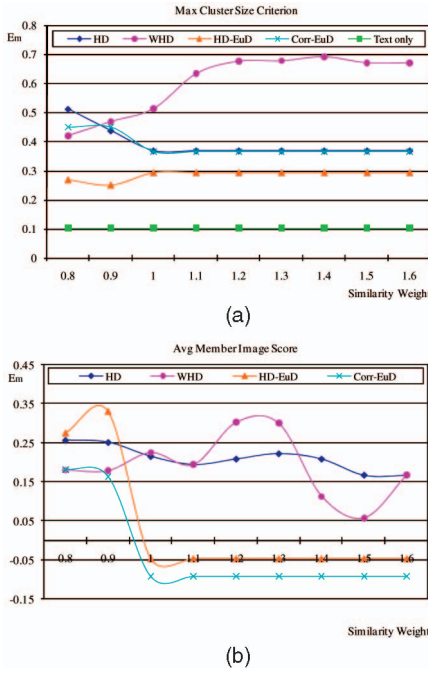 Max Cluster Size Criterion
Em
HD WHD HD-EuD Corr-EuD Text only
0.8
0.7
0.6
0.5
0.4
0.3
0.2
0.1
0
0.8 0.9 1 1.1 1.2 1.3 1.4 1.5 1.6
Similarity Weight
(a)
Avg Member Image Score
Em
HD WHD HD-EuD Corr-EuD
0.45
0.35
0.25
0.15
0.05
-0.05
-0.15
0.8 0.9 1 1.1 1.2 1.3 1.4 1.5 1.6
Similarity Weight
(b)